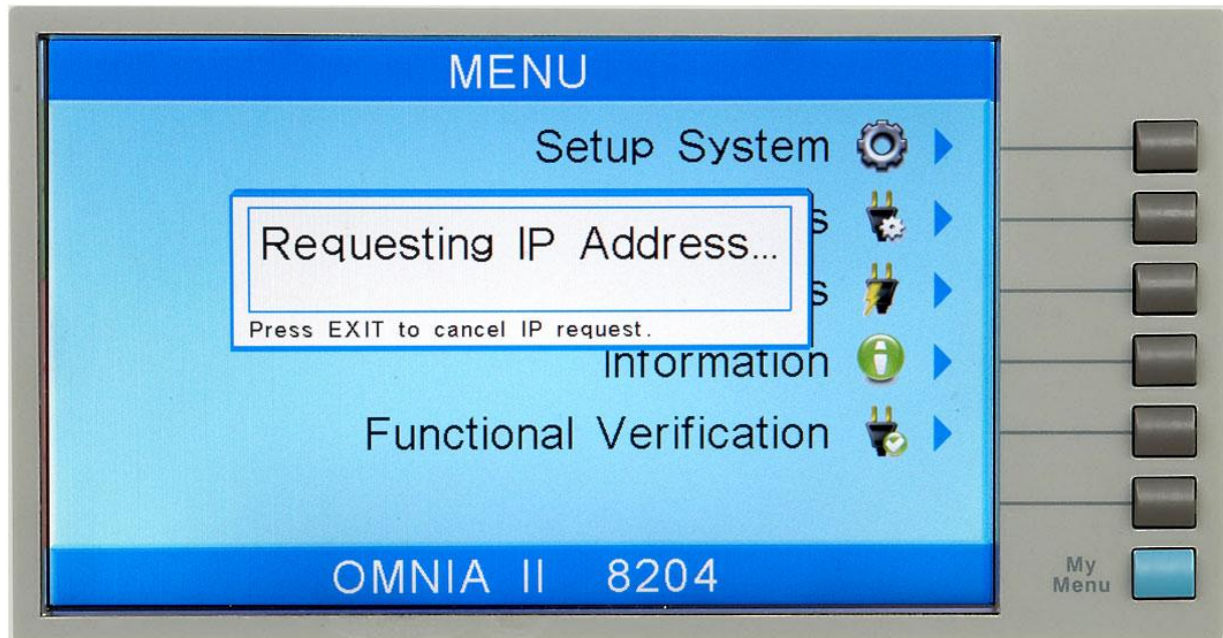 MENU
Setup System
s
Requesting IP Address...
s
Press EXIT to cancel IP request.
Information
Functional Verification
OMNIA II 8204
My
Menu